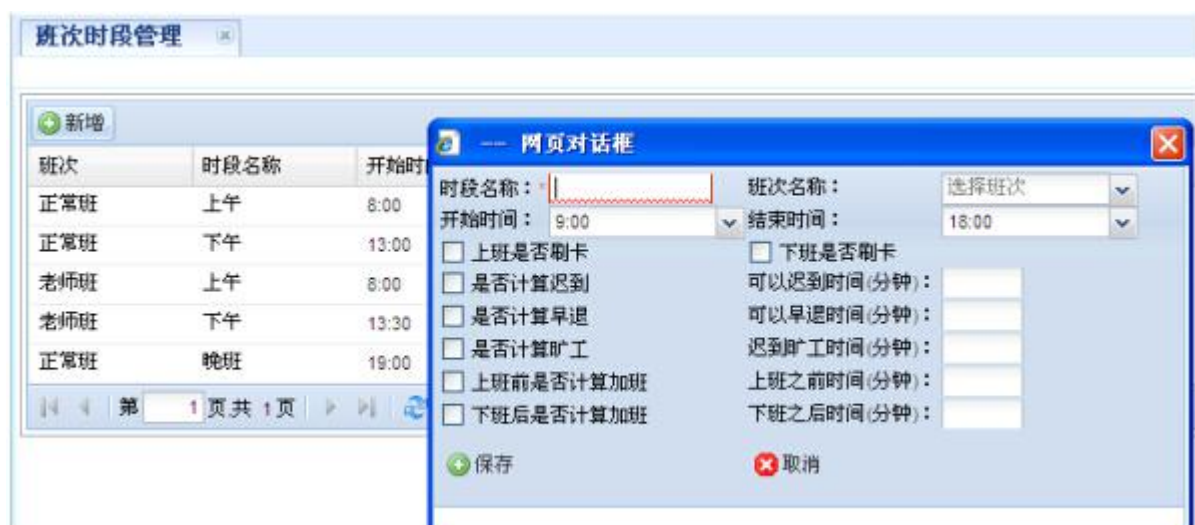 班次时段管理
新增
班次 时段名称 开始时
正常班 上午 8:00
正常班 下午 13:00
老师班 上午 8:00
老师班 下午 13:30
正常班 晚班 19:00
第 1 页共 1页
-- 网页对话框
时段名称：* 班次名称： 选择班次
开始时间： 9:00 结束时间： 18:00
上班是否刷卡 下班是否刷卡
是否计算迟到 可以迟到时间(分钟)：
是否计算早退 可以早退时间(分钟)：
是否计算旷工 迟到旷工时间(分钟)：
上班前是否计算加班 上班之前时间(分钟)：
下班后是否计算加班 下班之后时间(分钟)：
保存 取消